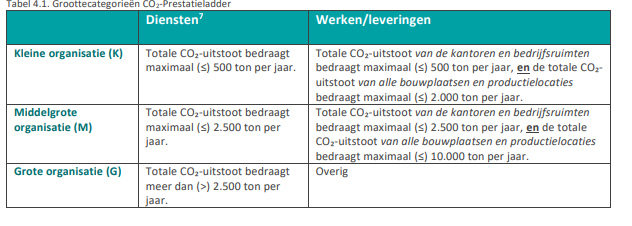 Tabel 4.1. Groottecategorieën CO₂-Prestatieladder
Diensten⁷
Werken/leveringen
Kleine organisatie (K)
Totale CO₂-uitstoot bedraagt
maximaal (≤) 500 ton per jaar.
Totale CO₂-uitstoot van de kantoren en bedrijfsruimten
bedraagt maximaal (≤) 500 ton per jaar, en de totale CO₂-
uitstoot van alle bouwplaatsen en productielocaties
bedraagt maximaal (≤) 2.000 ton per jaar.
Middelgrote
organisatie (M)
Totale CO₂-uitstoot bedraagt
maximaal (≤) 2.500 ton per
jaar.
Totale CO₂-uitstoot van de kantoren en bedrijfsruimten
bedraagt maximaal (≤) 2.500 ton per jaar, en de totale
CO₂-uitstoot van alle bouwplaatsen en productielocaties
bedraagt maximaal (≤) 10.000 ton per jaar.
Grote organisatie (G)
Totale CO₂-uitstoot bedraagt
meer dan (>) 2.500 ton per
jaar.
Overig